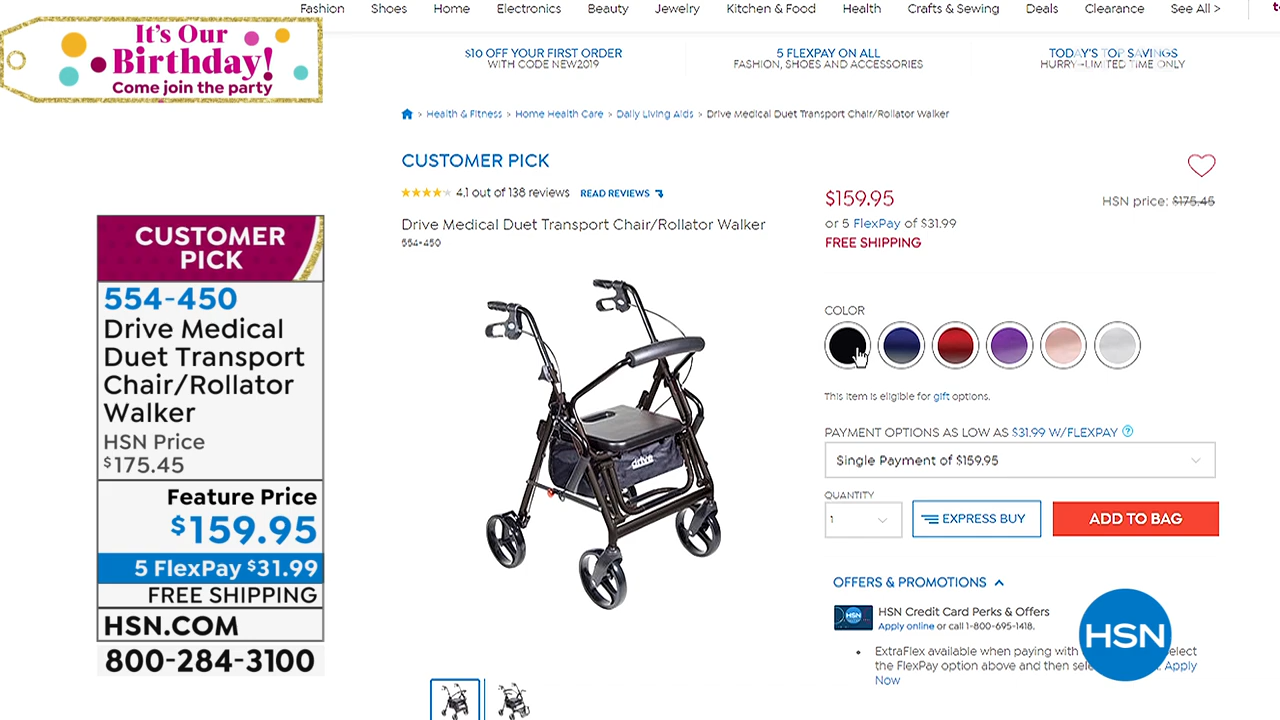 Fashion Shoes Home Electronics Beauty Jewelry Kitchen & Food Health Crafts & Sewing Deals Clearance See All >
It's Our
Birthday!
Come join the party
$10 OFF YOUR FIRST ORDER
WITH CODE NEW2019
5 FLEXPAY ON ALL
FASHION, SHOES AND ACCESSORIES
TODAY'S TOP SAVINGS
HURRY-LIMITED TIME ONLY
> Health & Fitness > Home Health Care > Daily Living Aids > Drive Medical Duet Transport Chair/Rollator Walker
CUSTOMER PICK
4.1 out of 138 reviews READ REVIEWS
Drive Medical Duet Transport Chair/Rollator Walker
554-450
$159.95
HSN price: $175.45
or 5 FlexPay of $31.99
FREE SHIPPING
CUSTOMER
PICK
554-450
Drive Medical
Duet Transport
Chair/Rollator
Walker
HSN Price
$175.45
Feature Price
$159.95
5 FlexPay $31.99
FREE SHIPPING
HSN.COM
800-284-3100
drive
COLOR
This item is eligible for gift options.
PAYMENT OPTIONS AS LOW AS $31.99 W/FLEXPAY ?
Single Payment of $159.95
QUANTITY
1
EXPRESS BUY
ADD TO BAG
OFFERS & PROMOTIONS
HSN
HSN Credit Card Perks & Offers
Apply online or call 1-800-695-1418.
• ExtraFlex available when paying with
the FlexPay option above and then
Apply
Now
HSN